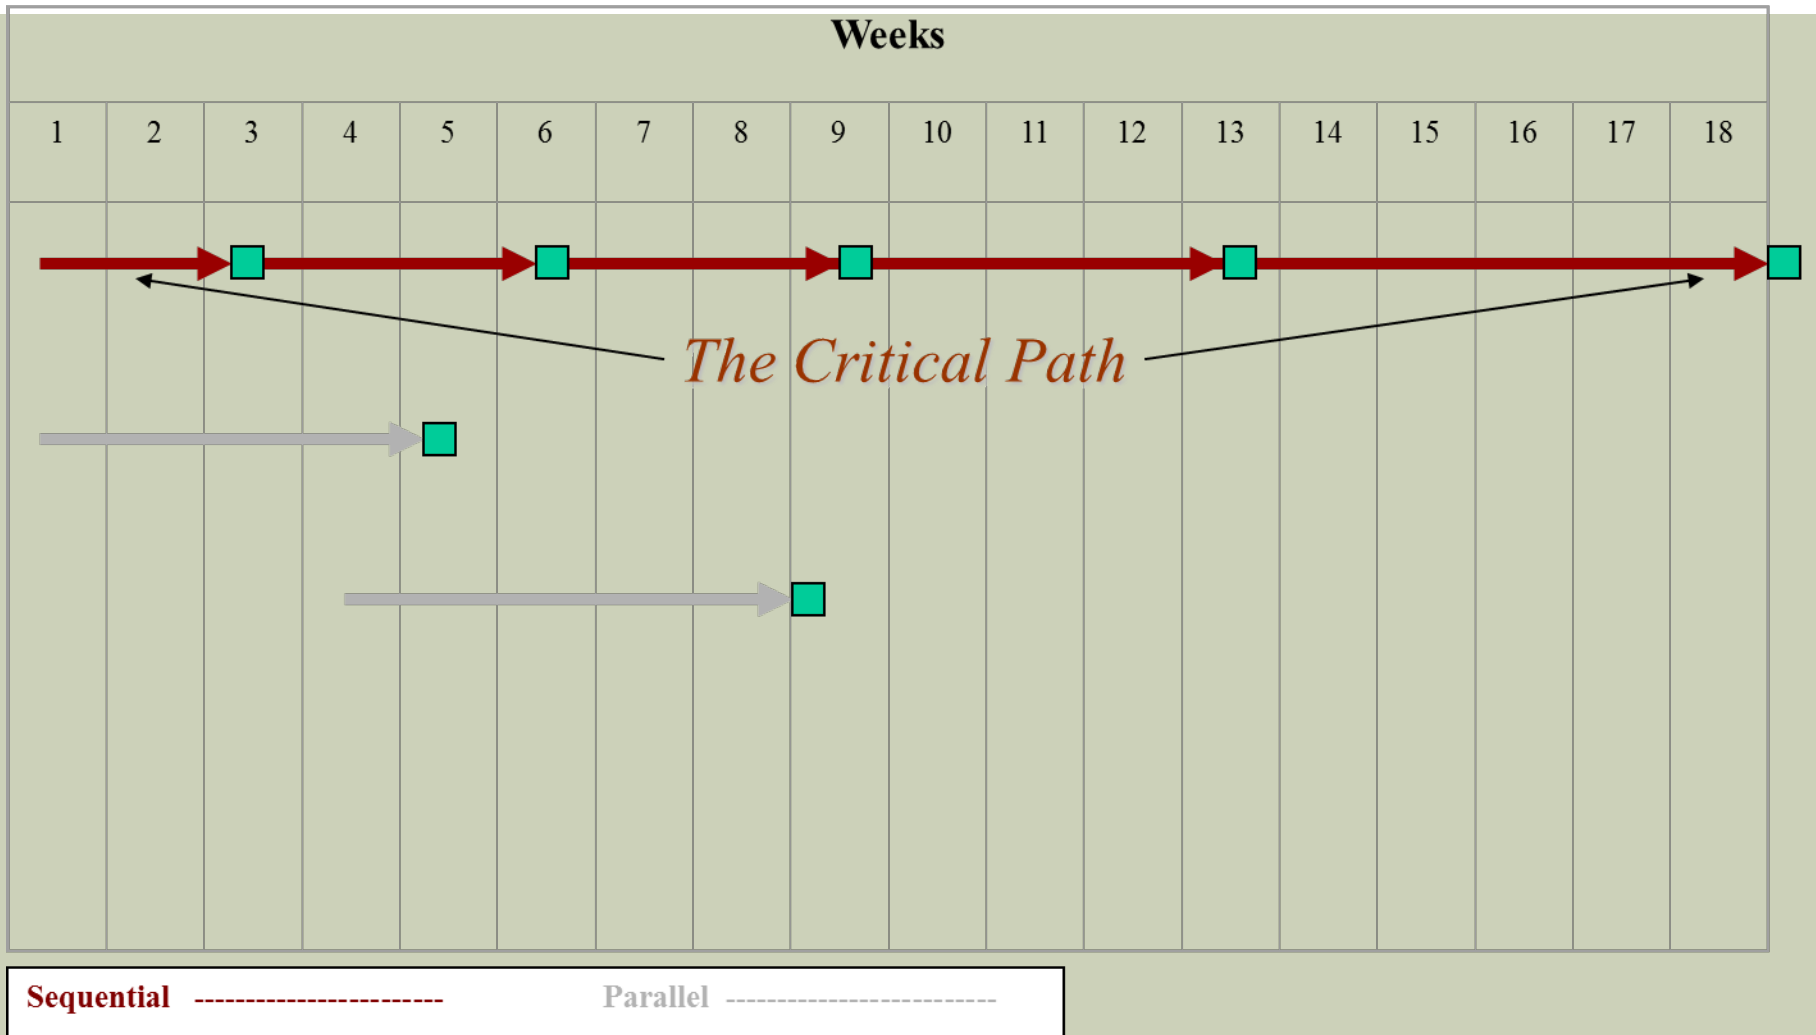 Weeks
1 2 3 4 5 6 7 8 9 10 11 12 13 14 15 16 17 18
The Critical Path
Sequential ------------------------ Parallel --------------------------